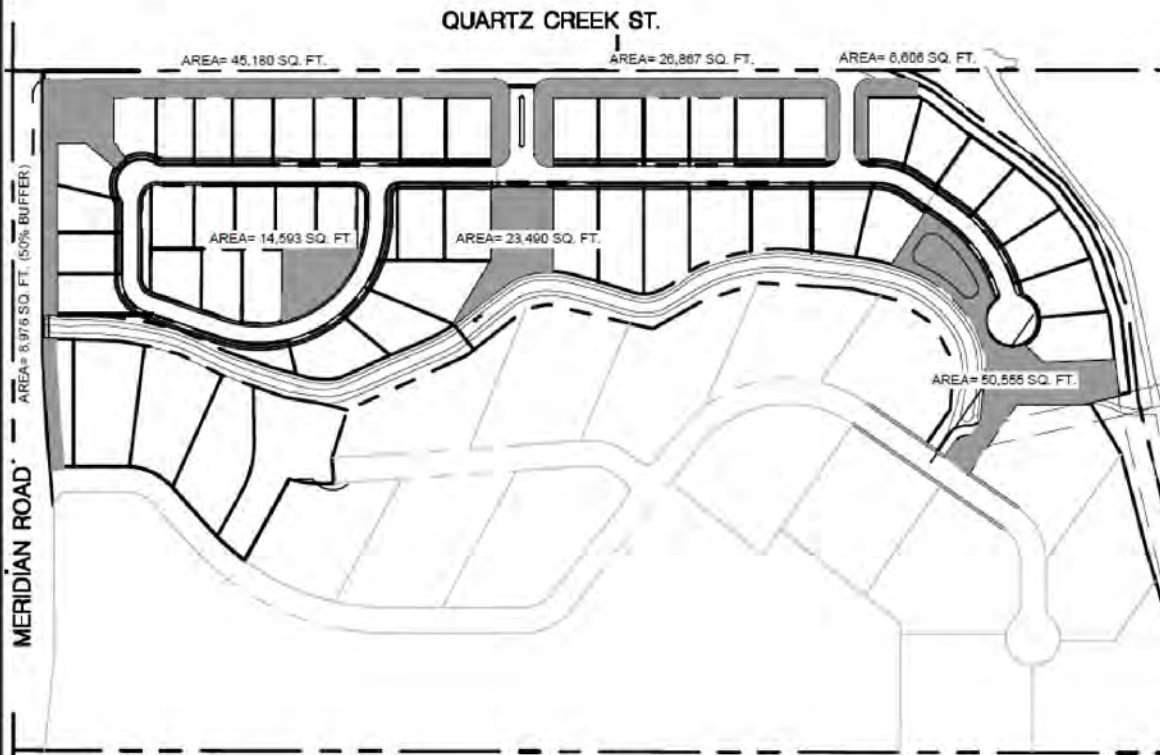 QUARTZ CREEK ST.
AREA= 45,180 SQ. FT.
AREA= 26,867 SQ. FT.
AREA= 6,606 SQ. FT.
AREA= 14,593 SQ. FT.
AREA= 23,490 SQ. FT.
AREA= 8,976 SQ. FT. (50% BUFFER)
AREA= 50,555 SQ. FT.
MERIDIAN ROAD